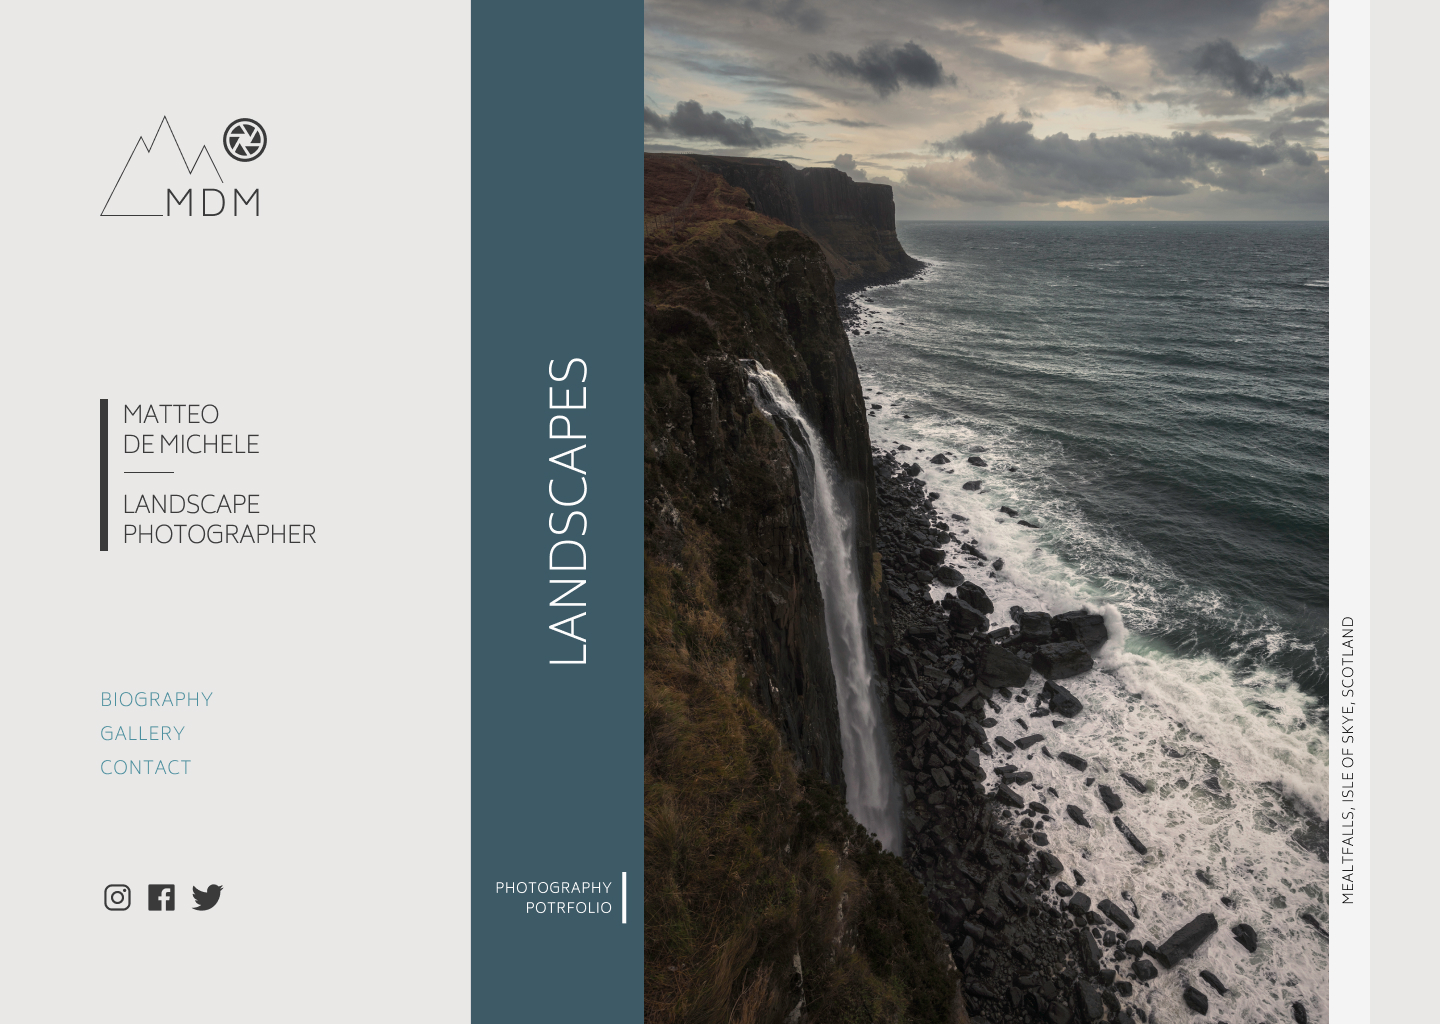 MDM
MATTEO
DE MICHELE
LANDSCAPE
PHOTOGRAPHER
BIOGRAPHY
GALLERY
CONTACT
LANDSCAPES
PHOTOGRAPHY
POTRFOLIO
MEALTFALLS, ISLE OF SKYE, SCOTLAND